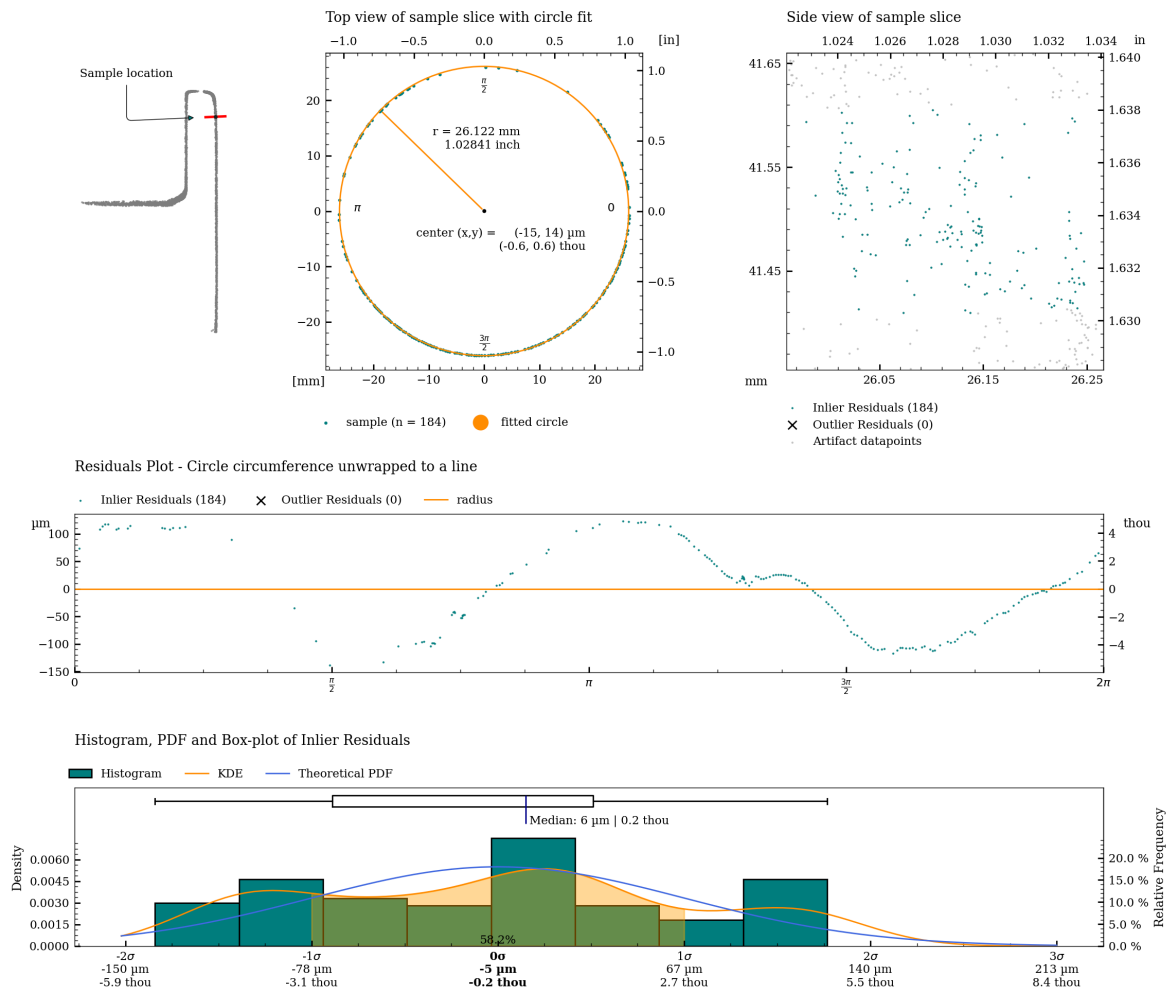 Top view of sample slice with circle fit
Side view of sample slice
Sample location
−1.0 −0.5 0.0 0.5 1.0 [in]
1.024 1.026 1.028 1.029 1.030 1.032 1.034 in
20
10
0
−10
−20
1.0
0.5
0.0
−0.5
−1.0
π/2
π
0
3π/2
r = 26.122 mm
1.02841 inch
center (x,y) = (-15, 14) µm
(-0.6, 0.6) thou
[mm] −20 −10 0 10 20
41.65
41.55
41.45
1.640
1.638
1.636
1.634
1.632
1.630
mm 26.05 26.15 26.25
sample (n = 184) fitted circle
Inlier Residuals (184)
Outlier Residuals (0)
Artifact datapoints
Residuals Plot - Circle circumference unwrapped to a line
Inlier Residuals (184) Outlier Residuals (0) radius
µm
100
50
0
−50
−100
−150
thou
4
2
0
−2
−4
0 π/2 π 3π/2 2π
Histogram, PDF and Box-plot of Inlier Residuals
Histogram KDE Theoretical PDF
Median: 6 µm | 0.2 thou
Density
0.0060
0.0045
0.0030
0.0015
0.0000
Relative Frequency
20.0 %
15.0 %
10.0 %
5.0 %
0.0 %
58.2%
-2σ -1σ 0σ 1σ 2σ 3σ
-150 µm -78 µm -5 µm 67 µm 140 µm 213 µm
-5.9 thou -3.1 thou -0.2 thou 2.7 thou 5.5 thou 8.4 thou